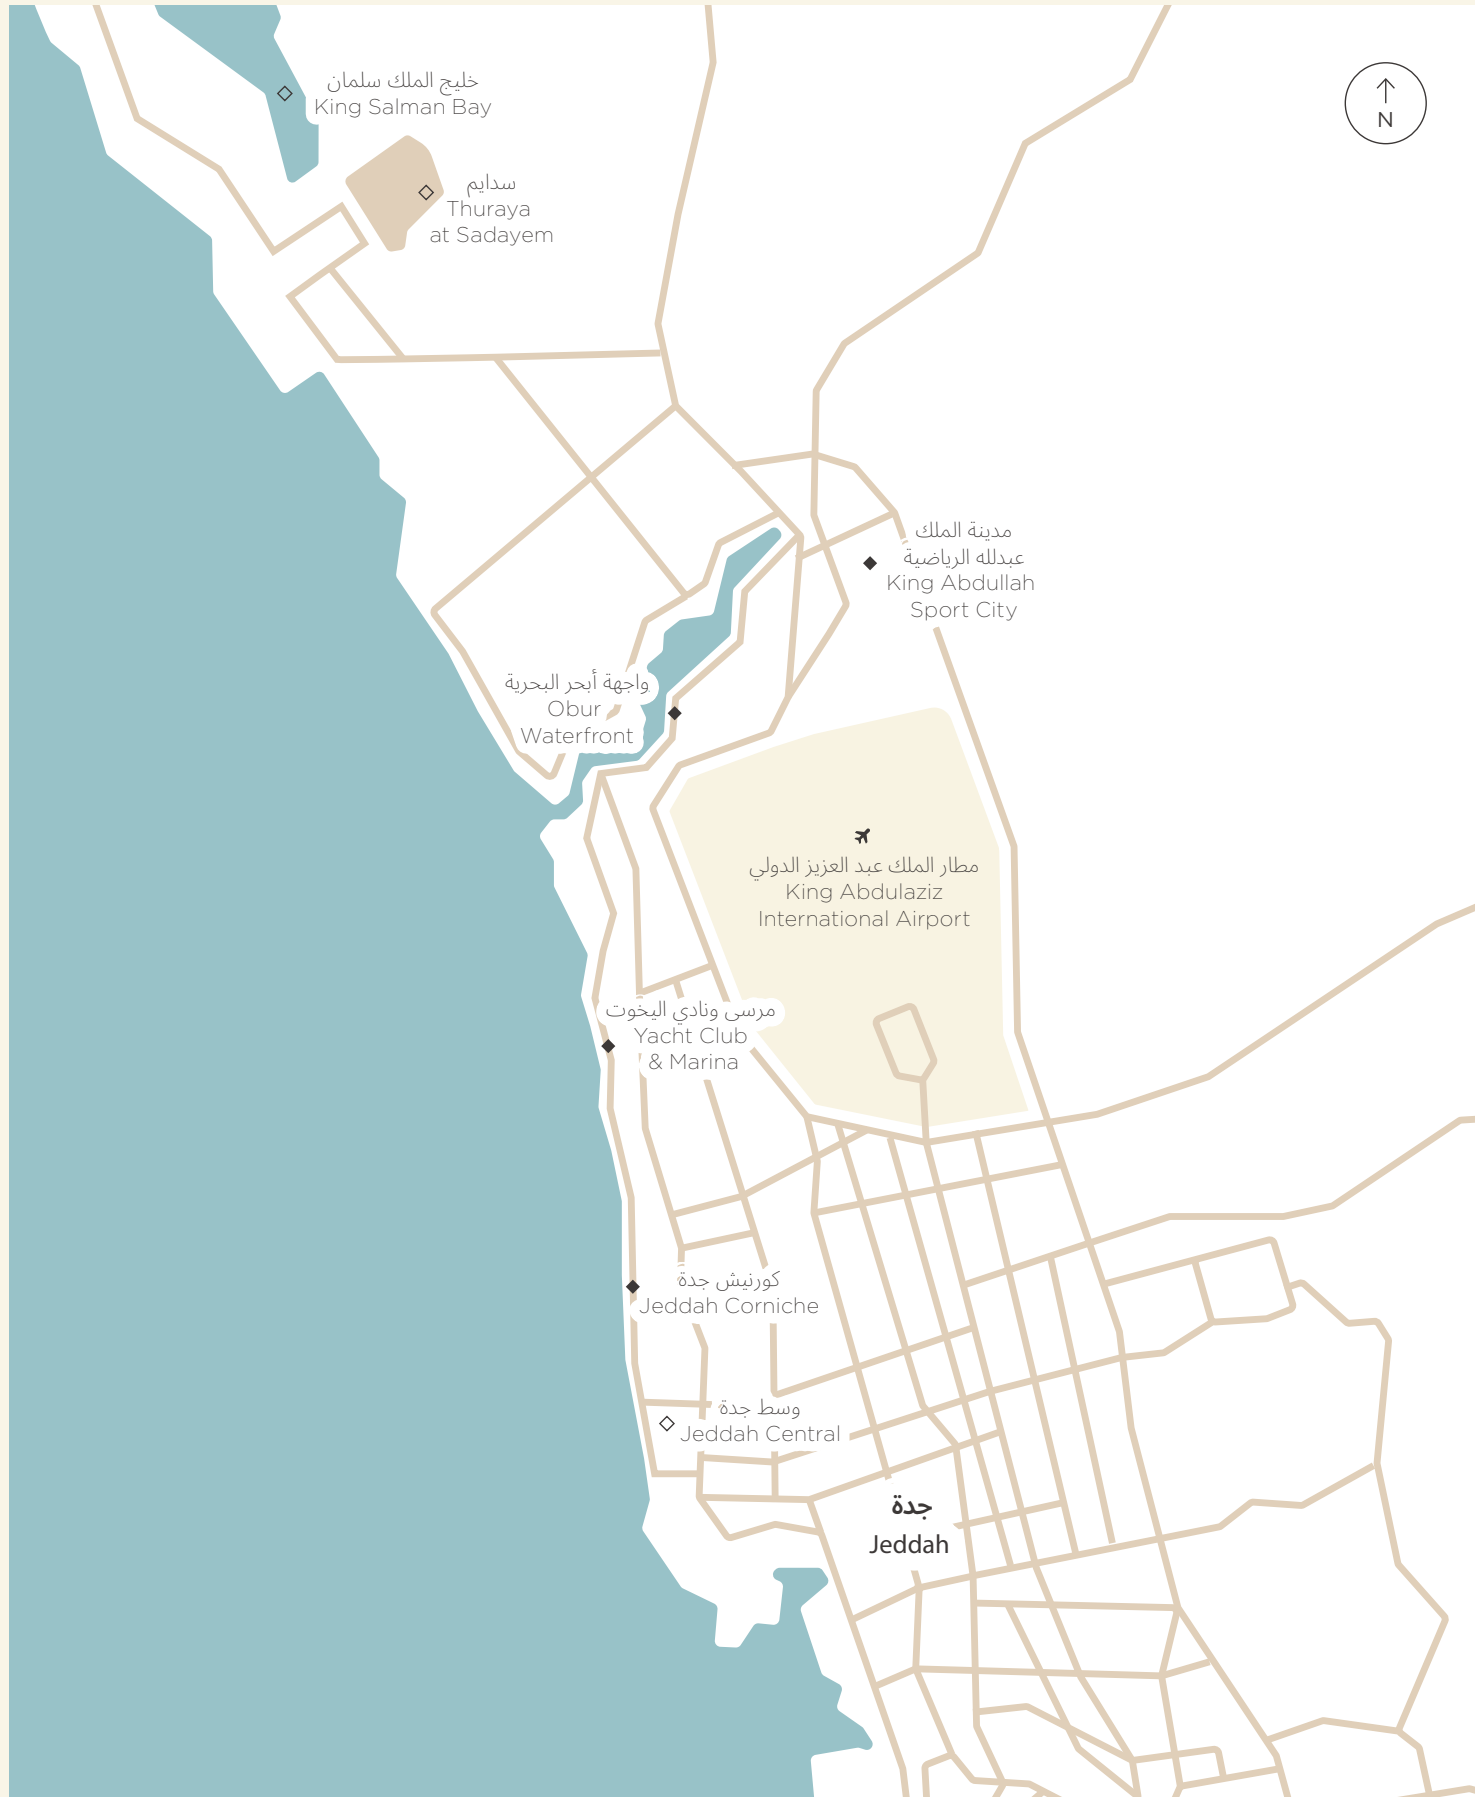 خليج الملك سلمان
King Salman Bay
N
سدايم
Thuraya
at Sadayem
مدينة الملك
عبدلله الرياضية
King Abdullah
Sport City
واجهة أبحر البحرية
Obur
Waterfront
مطار الملك عبد العزيز الدولي
King Abdulaziz
International Airport
مرسى ونادي اليخوت
Yacht Club
& Marina
كورنيش جدة
Jeddah Corniche
وسط جدة
Jeddah Central
جدة
Jeddah